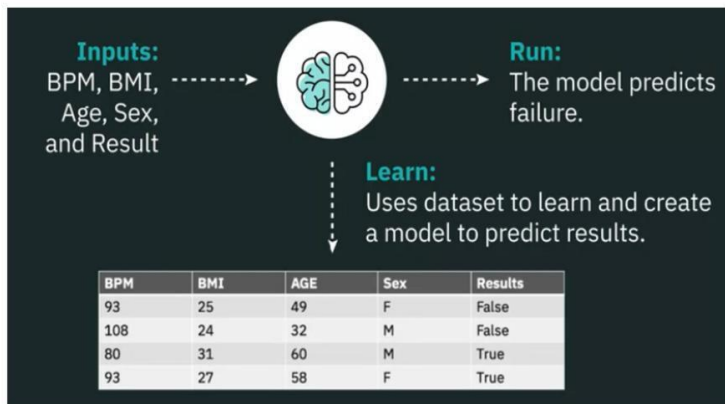 Inputs:
BPM, BMI,
Age, Sex,
and Result
Run:
The model predicts
failure.
Learn:
Uses dataset to learn and create
a model to predict results.
BPM BMI AGE Sex Results
93 25 49 F False
108 24 32 M False
80 31 60 M True
93 27 58 F True